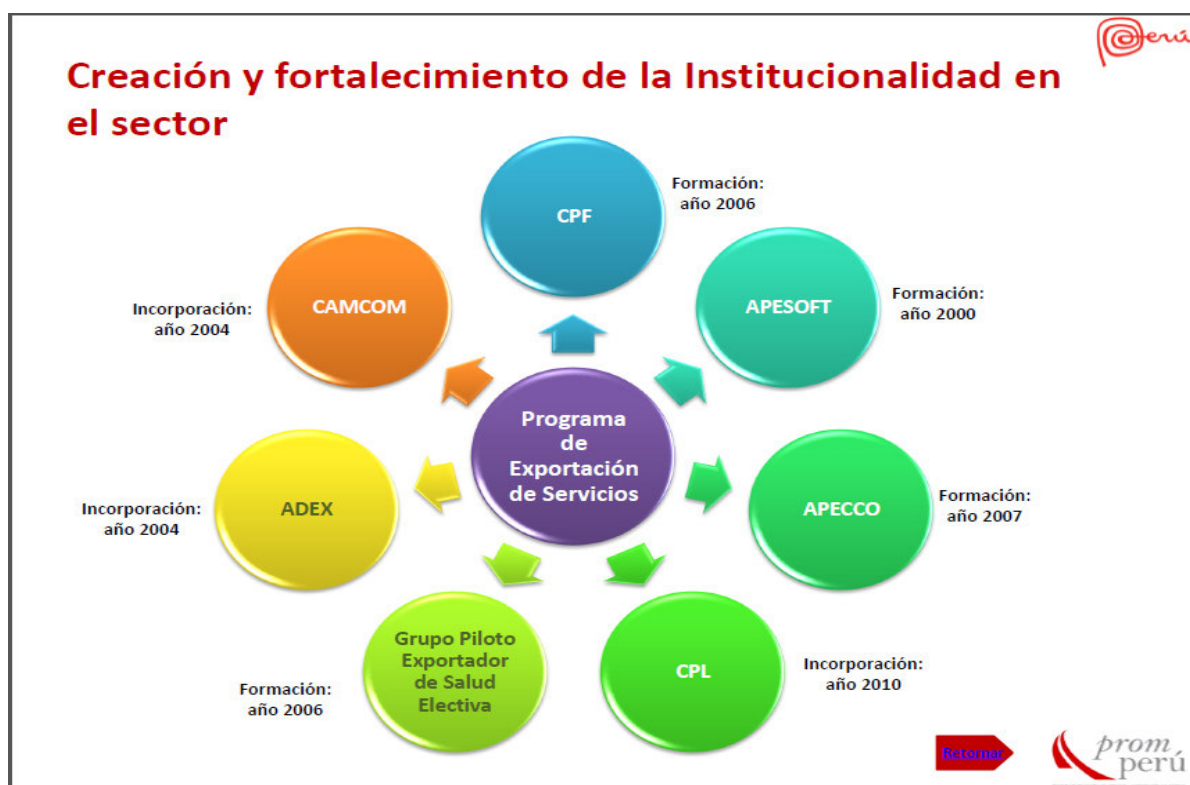 Perú
Creación y fortalecimiento de la Institucionalidad en
el sector
CPF
Formación:
año 2006
APESOFT
Formación:
año 2000
APECCO
Formación:
año 2007
CPL
Incorporación:
año 2010
Grupo Piloto
Exportador
de Salud
Electiva
Formación:
año 2006
ADEX
Incorporación:
año 2004
CAMCOM
Incorporación:
año 2004
Programa
de
Exportación
de Servicios
Retornar
prom
perú